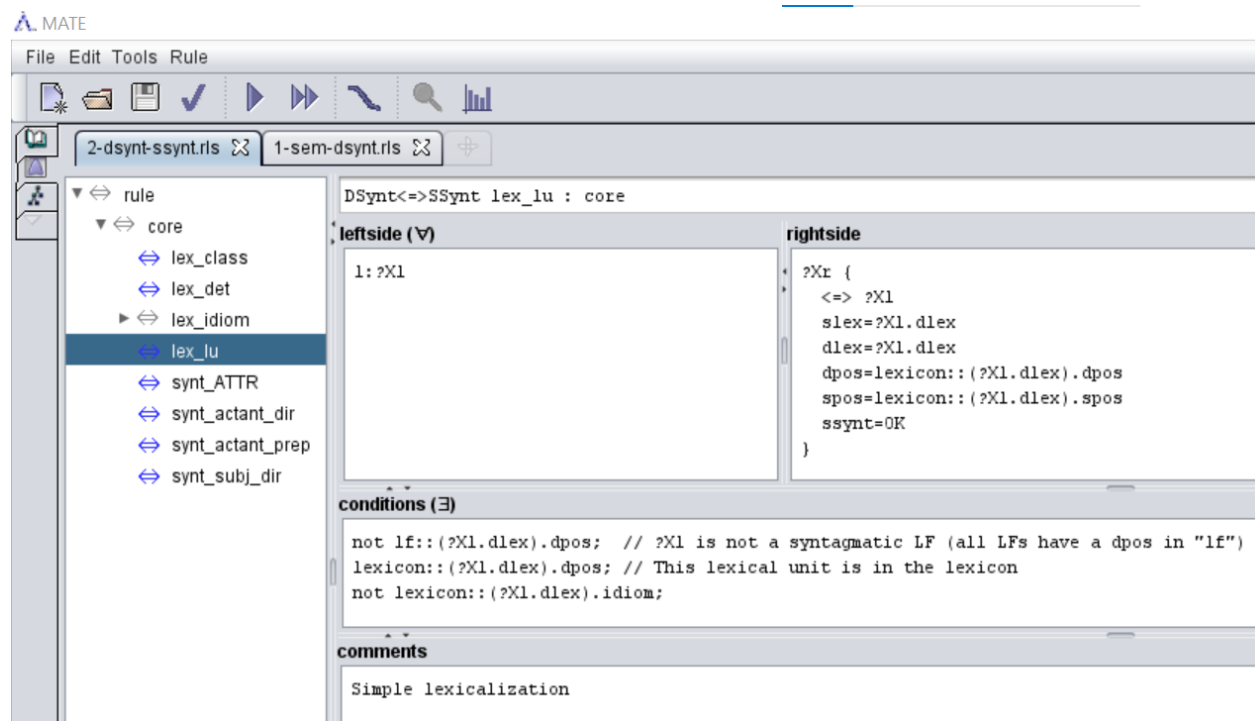 MATE
File Edit Tools Rule
2-dsynt-ssynt.rls
1-sem-dsynt.rls
rule
core
lex_class
lex_det
lex_idiom
lex_lu
synt_ATTR
synt_actant_dir
synt_actant_prep
synt_subj_dir
DSynt<=>SSynt lex_lu : core
leftside (∀)
l:?Xl
rightside
?Xr {
<=> ?Xl
slex=?Xl.dlex
dlex=?Xl.dlex
dpos=lexicon::(?Xl.dlex).dpos
spos=lexicon::(?Xl.dlex).spos
ssynt=OK
}
conditions (∃)
not lf::(?Xl.dlex).dpos; // ?Xl is not a syntagmatic LF (all LFs have a dpos in "lf")
lexicon::(?Xl.dlex).dpos; // This lexical unit is in the lexicon
not lexicon::(?Xl.dlex).idiom;
comments
Simple lexicalization